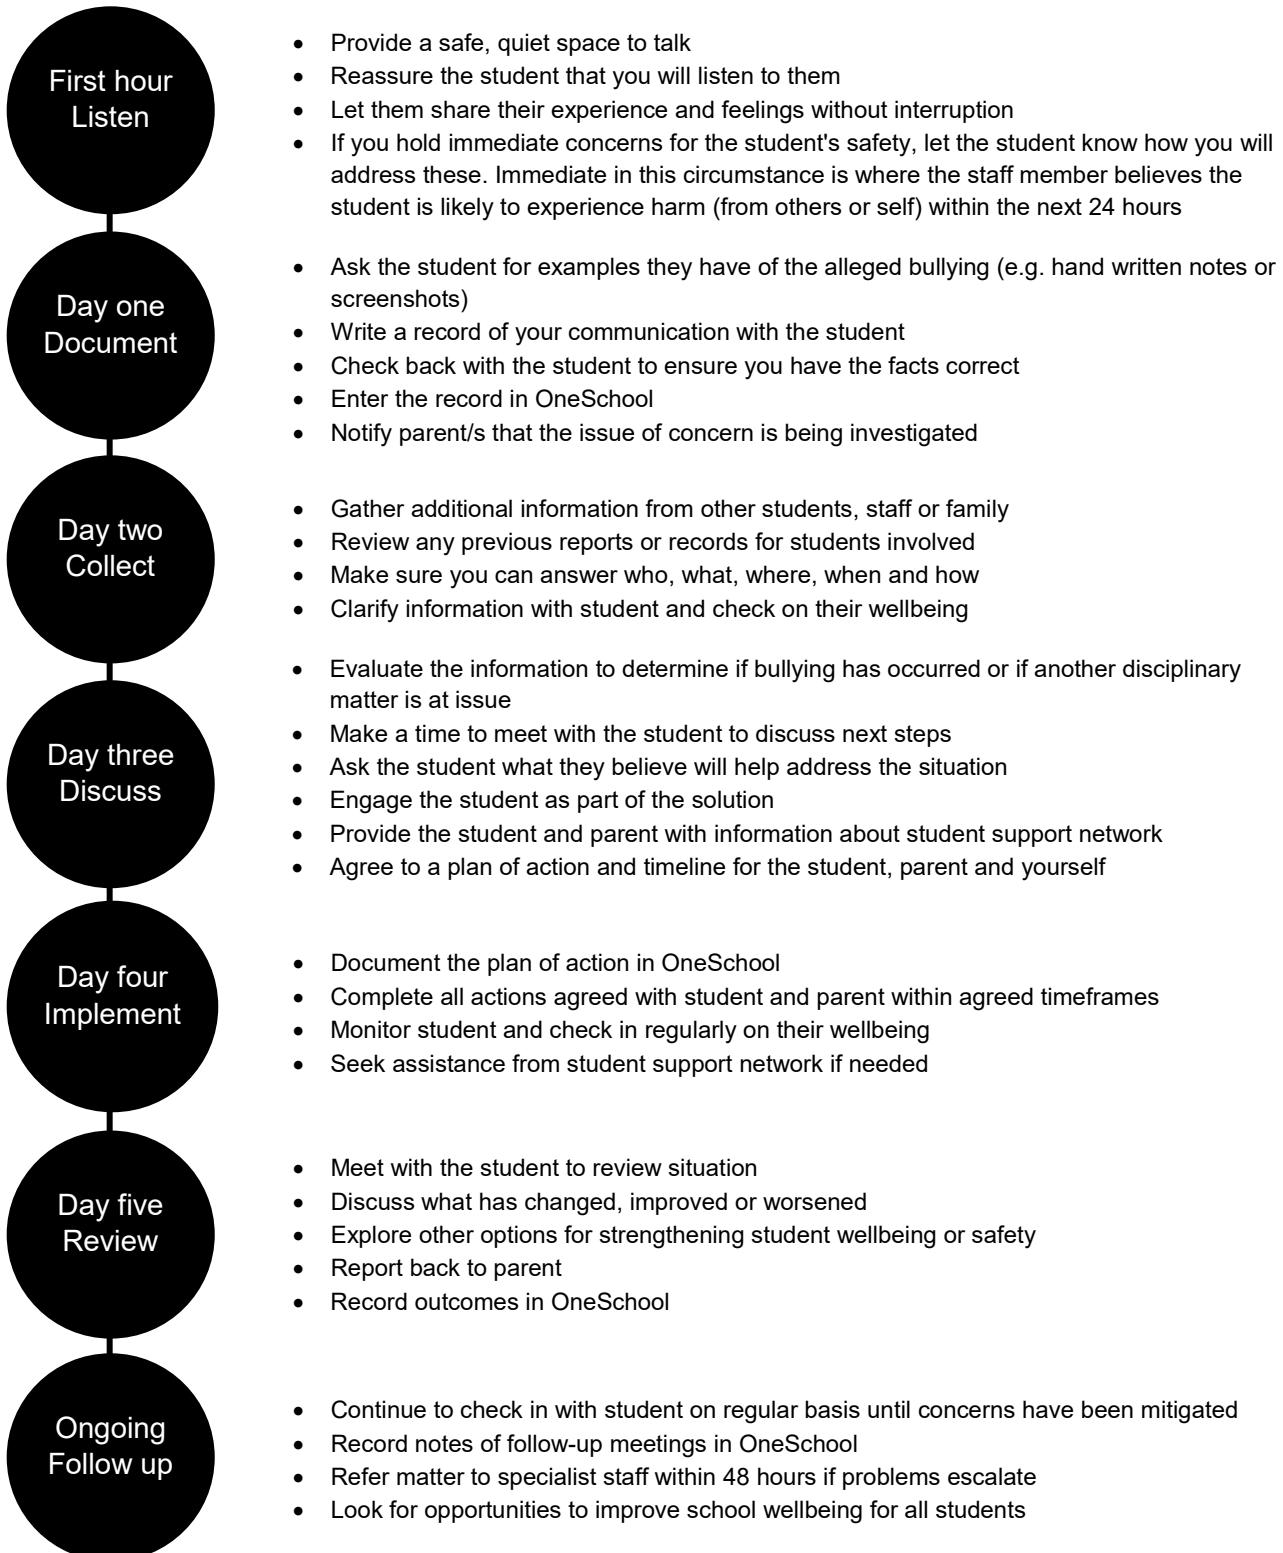 First hour
Listen
• Provide a safe, quiet space to talk
• Reassure the student that you will listen to them
• Let them share their experience and feelings without interruption
• If you hold immediate concerns for the student's safety, let the student know how you will
address these. Immediate in this circumstance is where the staff member believes the
student is likely to experience harm (from others or self) within the next 24 hours
Day one
Document
• Ask the student for examples they have of the alleged bullying (e.g. hand written notes or
screenshots)
• Write a record of your communication with the student
• Check back with the student to ensure you have the facts correct
• Enter the record in OneSchool
• Notify parent/s that the issue of concern is being investigated
Day two
Collect
• Gather additional information from other students, staff or family
• Review any previous reports or records for students involved
• Make sure you can answer who, what, where, when and how
• Clarify information with student and check on their wellbeing
Day three
Discuss
• Evaluate the information to determine if bullying has occurred or if another disciplinary
matter is at issue
• Make a time to meet with the student to discuss next steps
• Ask the student what they believe will help address the situation
• Engage the student as part of the solution
• Provide the student and parent with information about student support network
• Agree to a plan of action and timeline for the student, parent and yourself
Day four
Implement
• Document the plan of action in OneSchool
• Complete all actions agreed with student and parent within agreed timeframes
• Monitor student and check in regularly on their wellbeing
• Seek assistance from student support network if needed
Day five
Review
• Meet with the student to review situation
• Discuss what has changed, improved or worsened
• Explore other options for strengthening student wellbeing or safety
• Report back to parent
• Record outcomes in OneSchool
Ongoing
Follow up
• Continue to check in with student on regular basis until concerns have been mitigated
• Record notes of follow-up meetings in OneSchool
• Refer matter to specialist staff within 48 hours if problems escalate
• Look for opportunities to improve school wellbeing for all students